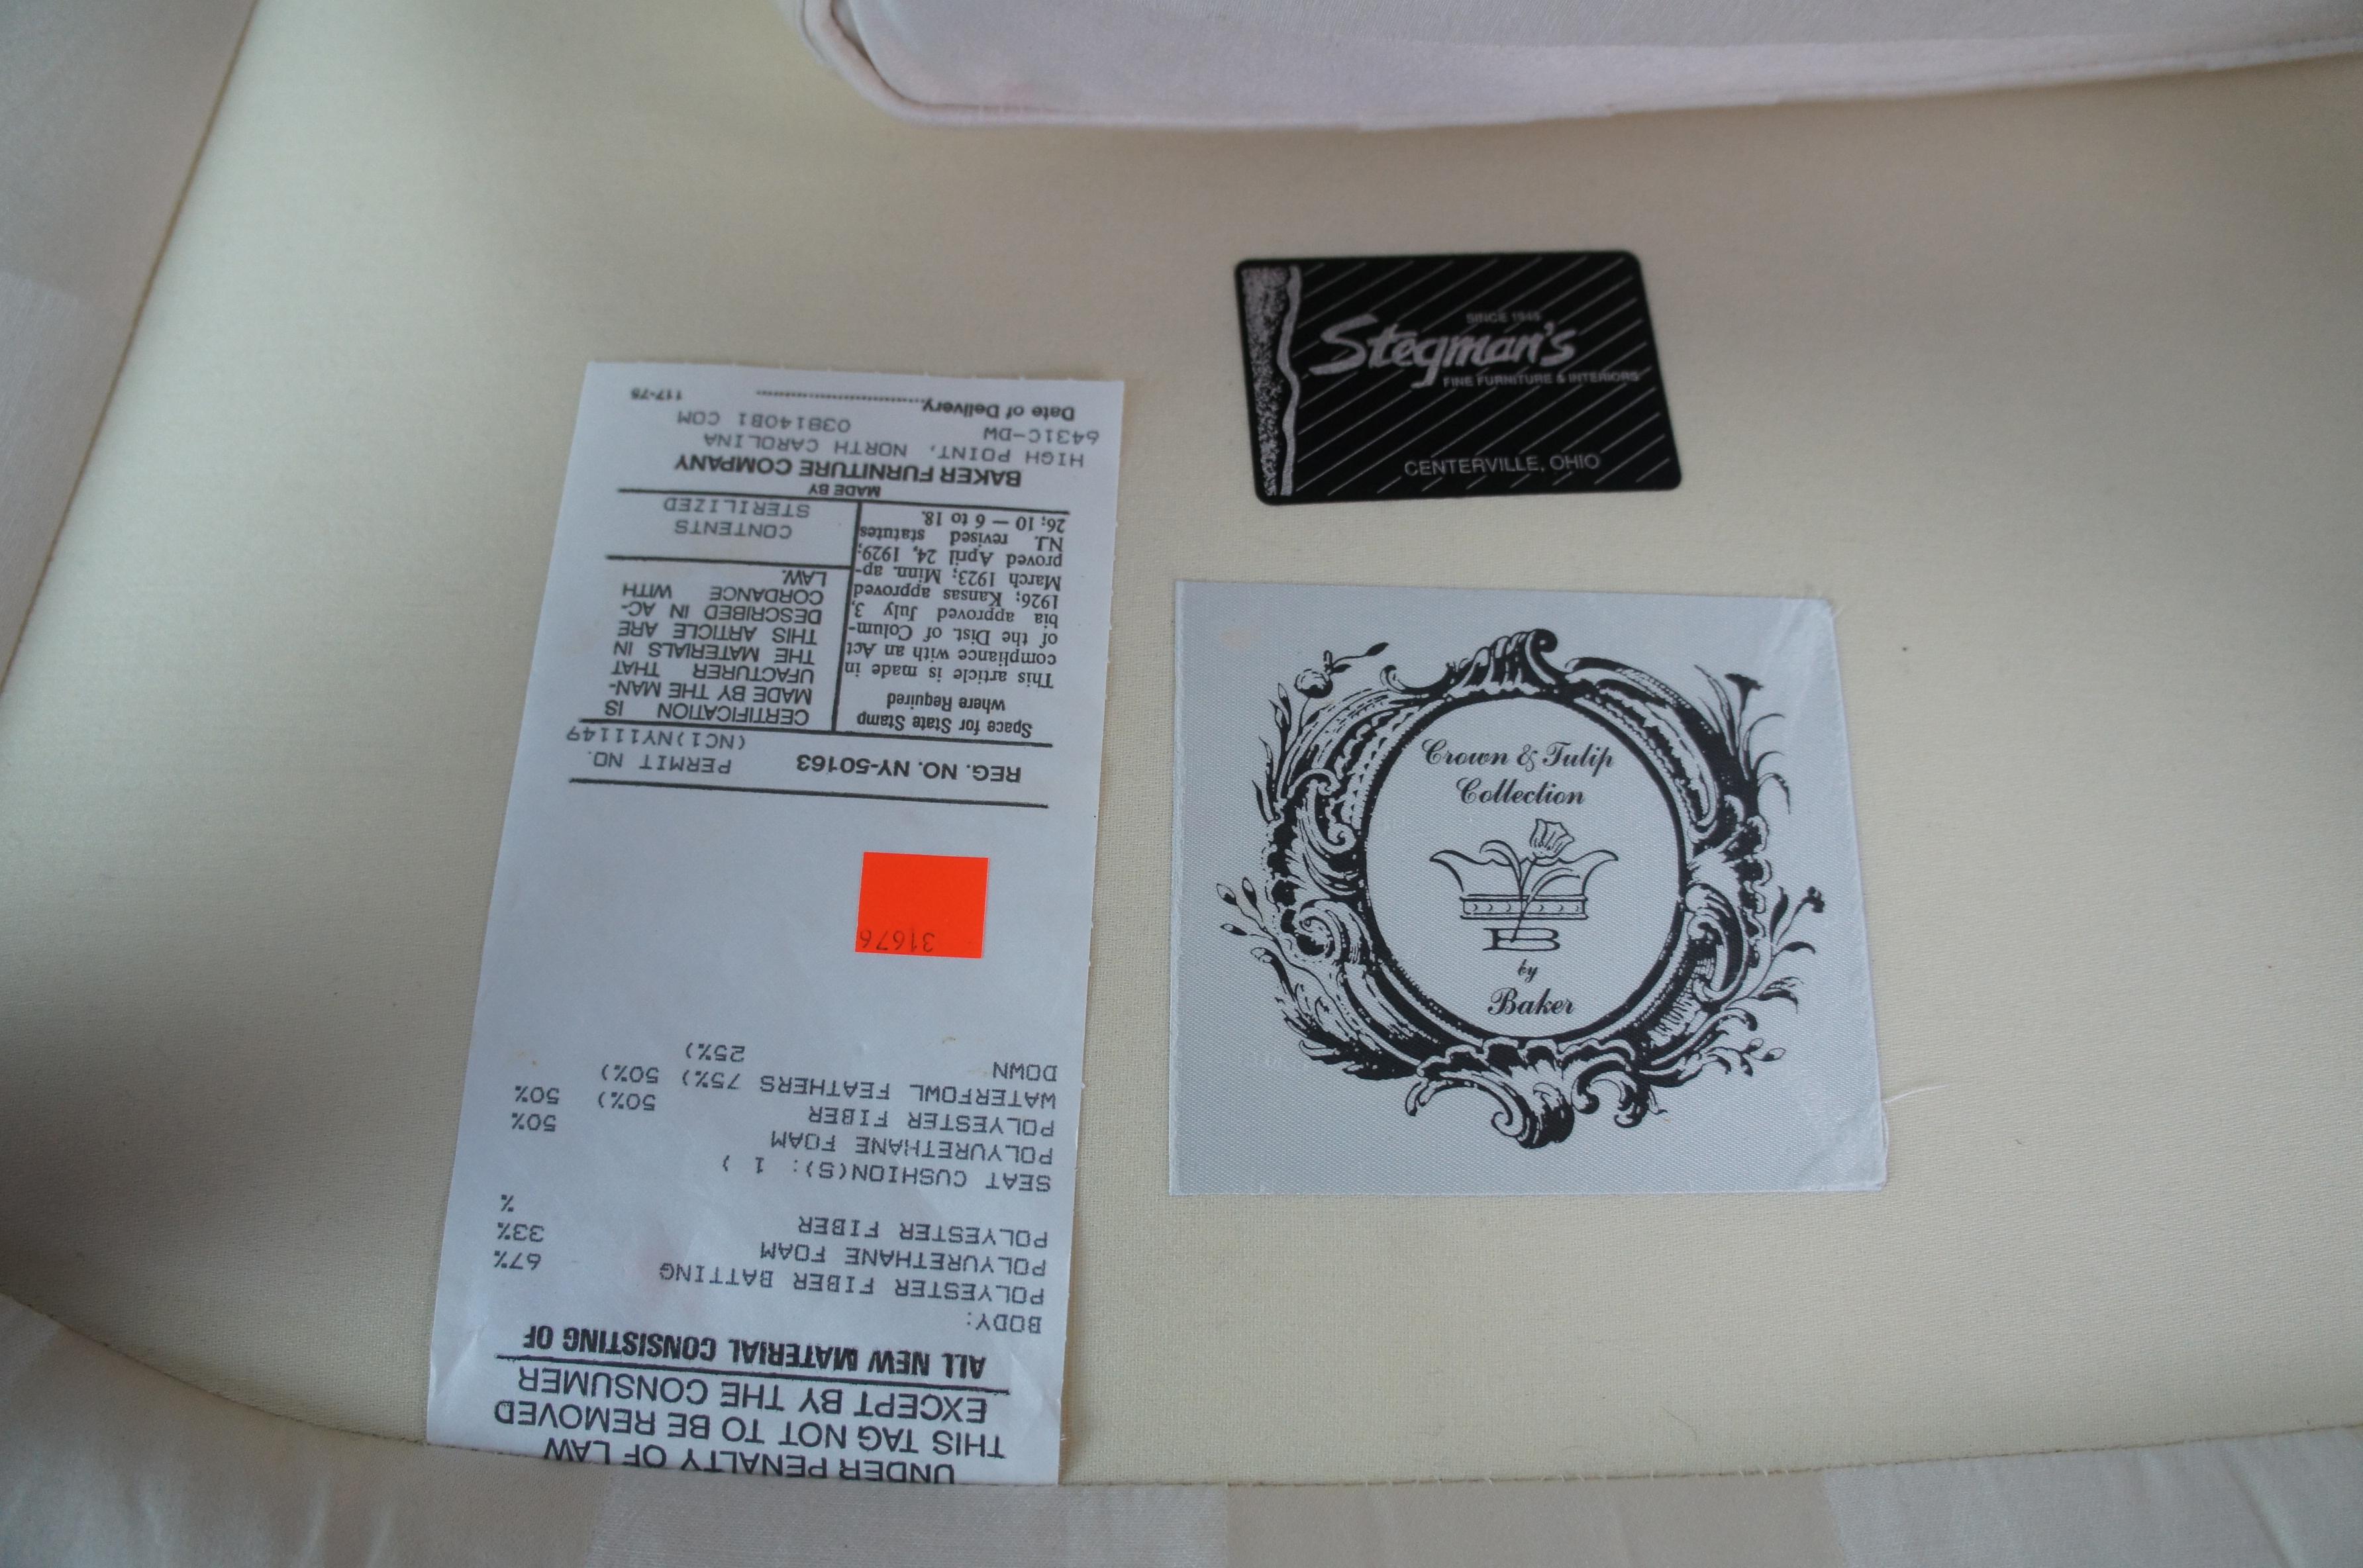 UNDER PENALTY OF LAW
THIS TAG NOT TO BE REMOVED
EXCEPT BY THE CONSUMER
ALL NEW MATERIAL CONSISTING OF
BODY:
POLYESTER FIBER BATTING 67%
POLYURETHANE FOAM 33%
POLYESTER FIBER %
SEAT CUSHION(S): 1 )
POLYURETHANE FOAM 50%
POLYESTER FIBER 50%) 50%
WATERFOWL FEATHERS 75%) 50%)
DOWN 25%)
31676
REG. NO. NY-50163
PERMIT NO.
(NC1)NY11149
Space for State Stamp
where Required
This article is made in
compliance with an Act
of the Dist. of Colum-
bia approved July 3,
1926; Kansas approved
March 1923; Minn. ap-
proved April 24, 1929;
N.J. revised statutes
26; 10 — 6 to 18.
CERTIFICATION IS
MADE BY THE MAN-
UFACTURER THAT
THE MATERIALS IN
THIS ARTICLE ARE
DESCRIBED IN AC-
CORDANCE WITH
LAW.
CONTENTS
STERILIZED
MADE BY
BAKER FURNITURE COMPANY
HIGH POINT, NORTH CAROLINA
6431C-DW 03B140B1 COM
Date of Delivery........................................ 117-75
SINCE 1945
Stegman's
FINE FURNITURE & INTERIORS
CENTERVILLE, OHIO
Crown & Tulip
Collection
B
by
Baker